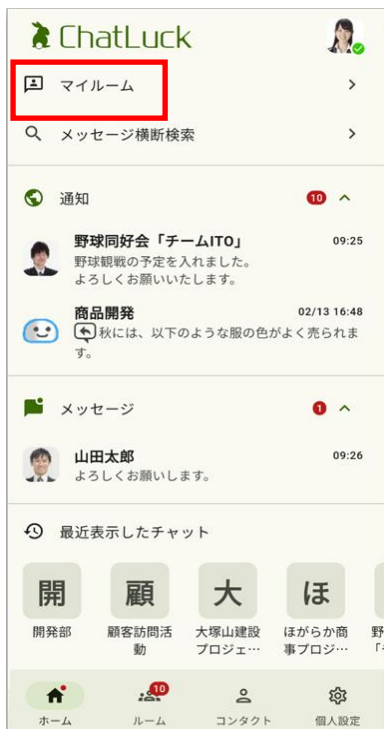 ChatLuck
マイルーム
メッセージ横断検索
通知 10
野球同好会「チームITO」 09:25
野球観戦の予定を入れました。
よろしくお願いいたします。
商品開発 02/13 16:48
秋には、以下のような服の色がよく売られま
す。
メッセージ 1
山田太郎 09:26
よろしくお願いします。
最近表示したチャット
開 顧 大 ほ
開発部 顧客訪問活 大塚山建設 ほがらか商 野
動 プロジェ… 事プロジ… 「
10
ホーム ルーム コンタクト 個人設定